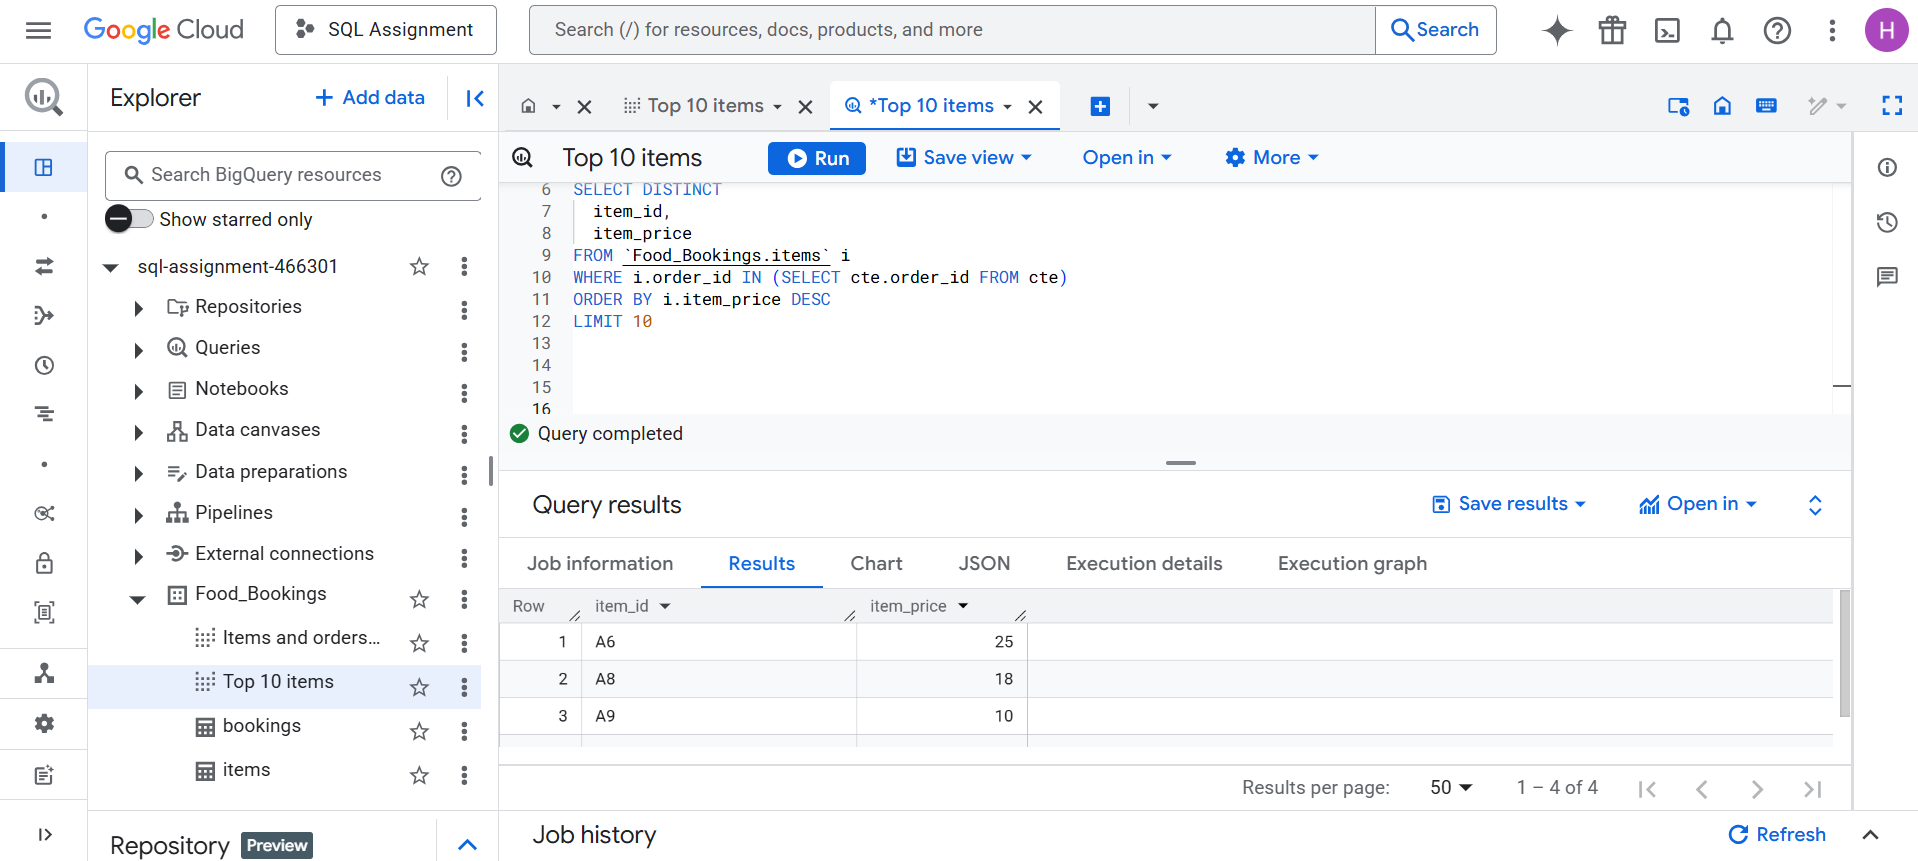 Google Cloud
SQL Assignment
Search (/) for resources, docs, products, and more
Search
H
Explorer
+ Add data
Search BigQuery resources
Show starred only
sql-assignment-466301
Repositories
Queries
Notebooks
Data canvases
Data preparations
Pipelines
External connections
Food_Bookings
Items and orders...
Top 10 items
bookings
items
Repository
Preview
Top 10 items
*Top 10 items
Top 10 items
Run
Save view
Open in
More
6 SELECT DISTINCT
7 item_id,
8 item_price
9 FROM `Food_Bookings.items` i
10 WHERE i.order_id IN (SELECT cte.order_id FROM cte)
11 ORDER BY i.item_price DESC
12 LIMIT 10
13
14
15
16
Query completed
Query results
Save results
Open in
Job information
Results
Chart
JSON
Execution details
Execution graph
Row item_id item_price
1 A6 25
2 A8 18
3 A9 10
Results per page: 50 1 – 4 of 4
Job history
Refresh